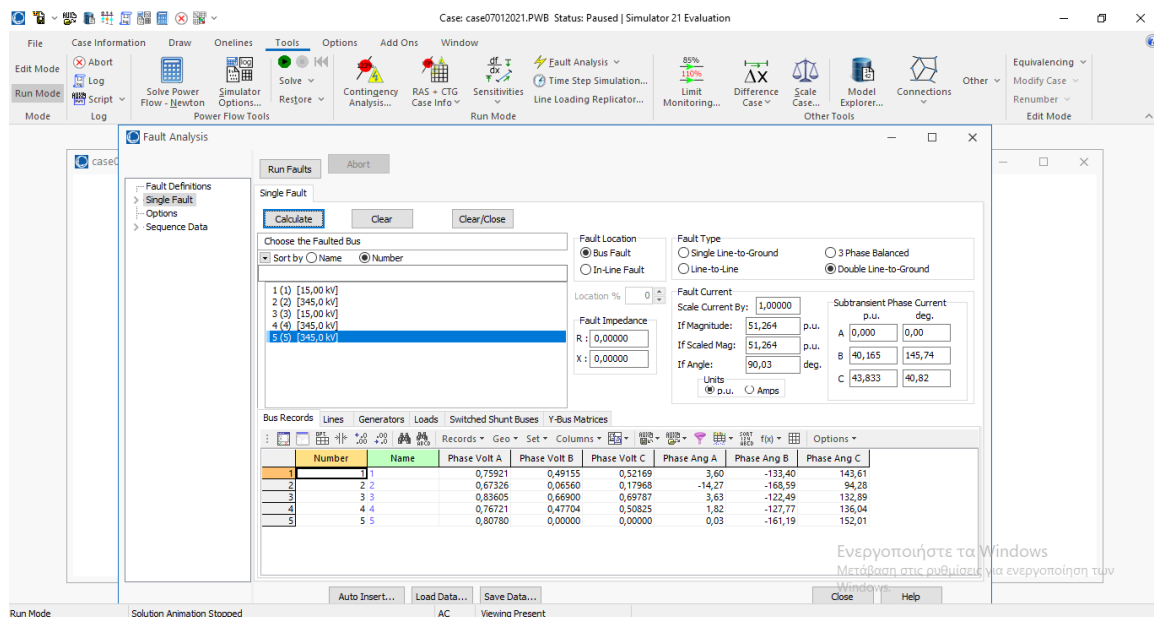 Case: case07012021.PWB Status: Paused | Simulator 21 Evaluation
File Case Information Draw Onelines Tools Options Add Ons Window
Edit Mode
Run Mode
Mode
Abort
Log
Script
Log
Solve Power
Flow - Newton
Simulator
Options...
Power Flow Tools
Solve
Restore
Contingency
Analysis...
RAS + CTG
Case Info
Sensitivities
Fault Analysis
Time Step Simulation...
Line Loading Replicator...
Run Mode
85%
110%
Limit
Monitoring...
ΔX
Difference
Case
Scale
Case...
Model
Explorer...
Connections
Other
Other Tools
Equivalencing
Modify Case
Renumber
Edit Mode
Fault Analysis
Fault Definitions
Single Fault
Options
Sequence Data
Run Faults Abort
Single Fault
Calculate Clear Clear/Close
Choose the Faulted Bus
Sort by Name Number
1 (1) [15,00 kV]
2 (2) [345,0 kV]
3 (3) [15,00 kV]
4 (4) [345,0 kV]
5 (5) [345,0 kV]
Fault Location
Bus Fault
In-Line Fault
Location % 0
Fault Impedance
R : 0,00000
X : 0,00000
Fault Type
Single Line-to-Ground 3 Phase Balanced
Line-to-Line Double Line-to-Ground
Fault Current
Scale Current By: 1,00000
If Magnitude: 51,264 p.u.
If Scaled Mag: 51,264 p.u.
If Angle: 90,03 deg.
Units
p.u. Amps
Subtransient Phase Current
p.u. deg.
A 0,000 0,00
B 40,165 145,74
C 43,833 40,82
Bus Records Lines Generators Loads Switched Shunt Buses Y-Bus Matrices
Records Geo Set Columns f(x) Options
Number Name Phase Volt A Phase Volt B Phase Volt C Phase Ang A Phase Ang B Phase Ang C
1 1 1 0,75921 0,49155 0,52169 3,60 -133,40 143,61
2 2 2 0,67326 0,06560 0,17968 -14,27 -168,59 94,28
3 3 3 0,83605 0,66900 0,69787 3,63 -122,49 132,89
4 4 4 0,76721 0,47704 0,50825 1,82 -127,77 136,04
5 5 5 0,80780 0,00000 0,00000 0,03 -161,19 152,01
Ενεργοποιήστε τα Windows
Μετάβαση στις ρυθμίσεις για ενεργοποίηση των
Windows.
Auto Insert... Load Data... Save Data... Close Help
Run Mode Solution Animation Stopped AC Viewing Present